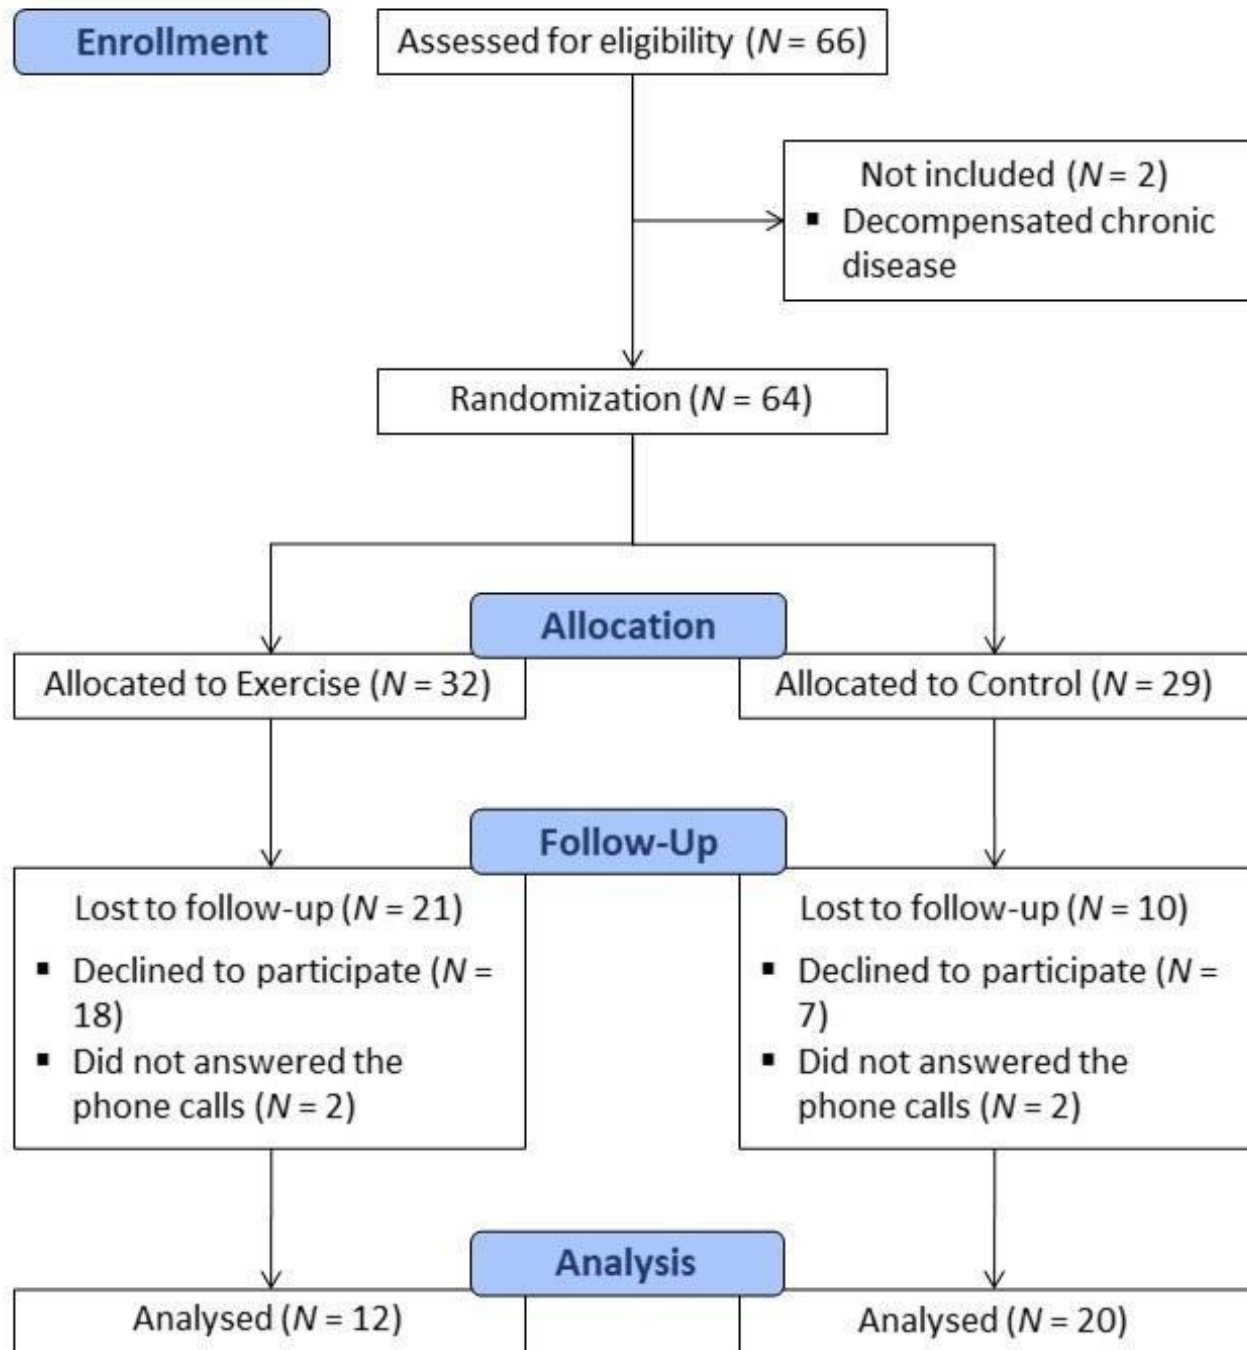 Enrollment
Assessed for eligibility (N = 66)
Not included (N = 2)
▪ Decompensated chronic
disease
Randomization (N = 64)
Allocation
Allocated to Exercise (N = 32)
Allocated to Control (N = 29)
Follow-Up
Lost to follow-up (N = 21)
▪ Declined to participate (N =
18)
▪ Did not answered the
phone calls (N = 2)
Lost to follow-up (N = 10)
▪ Declined to participate (N =
7)
▪ Did not answered the
phone calls (N = 2)
Analysis
Analysed (N = 12)
Analysed (N = 20)